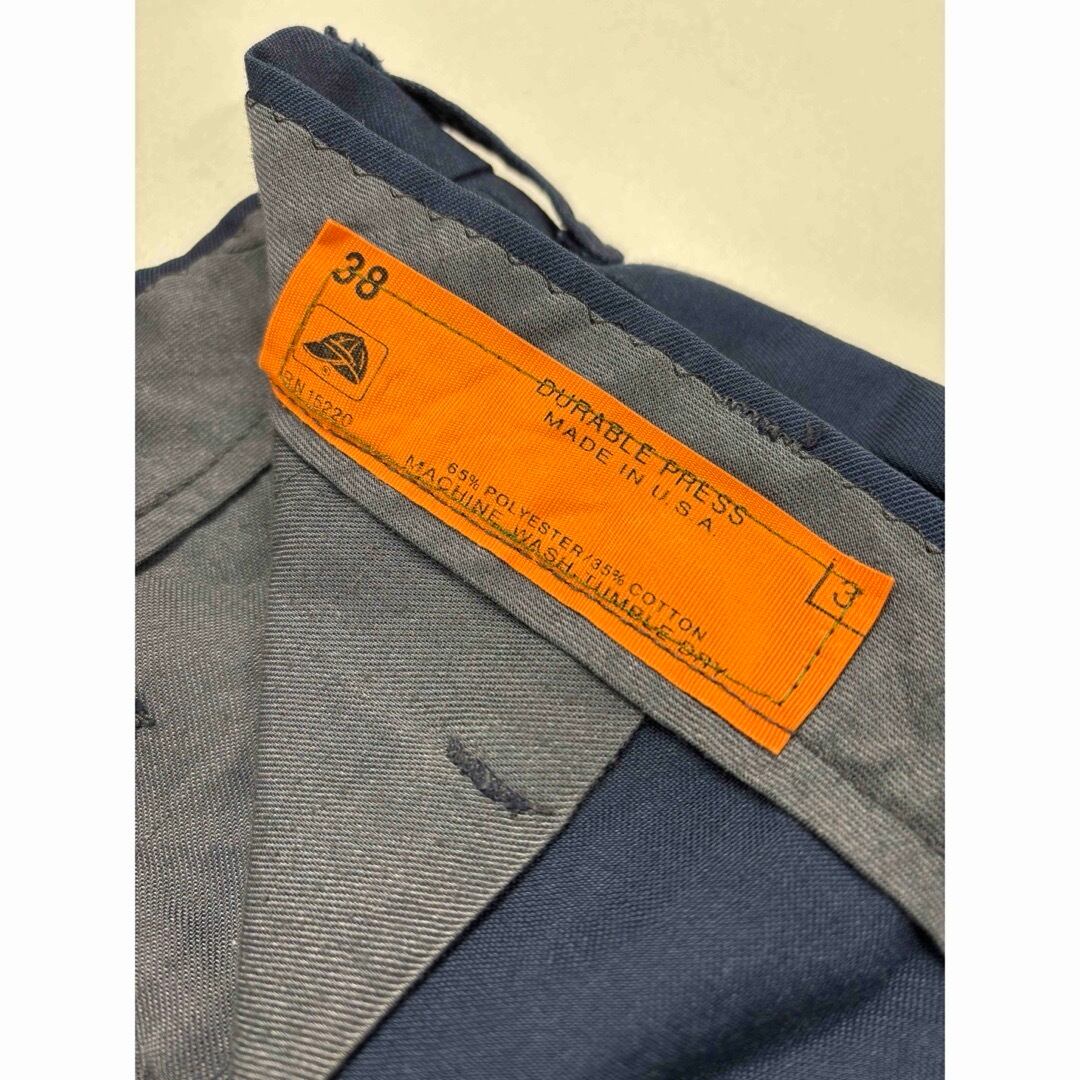 38
RN 15220
DURABLE PRESS
MADE IN U.S.A
65% POLYESTER/35% COTTON
MACHINE WASH, TUMBLE DRY
3